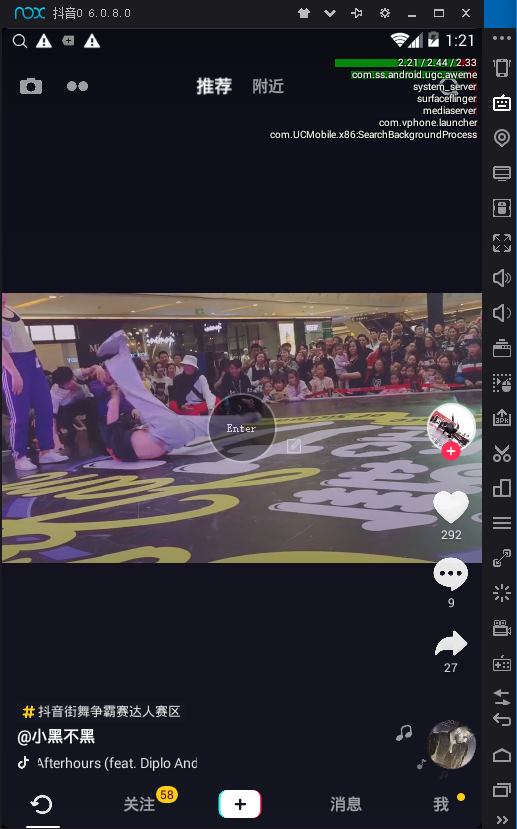 nox 抖音0 6.0.8.0
1:21
2.21 / 2.44 / 2.33
com.ss.android.ugc.aweme
system_server
surfaceflinger
mediaserver
com.vphone.launcher
com.UCMobile.x86:SearchBackgroundProcess
推荐 附近
Enter
292
9
27
#抖音街舞争霸赛达人赛区
@小黑不黑
Afterhours (feat. Diplo And
关注 58 消息 我